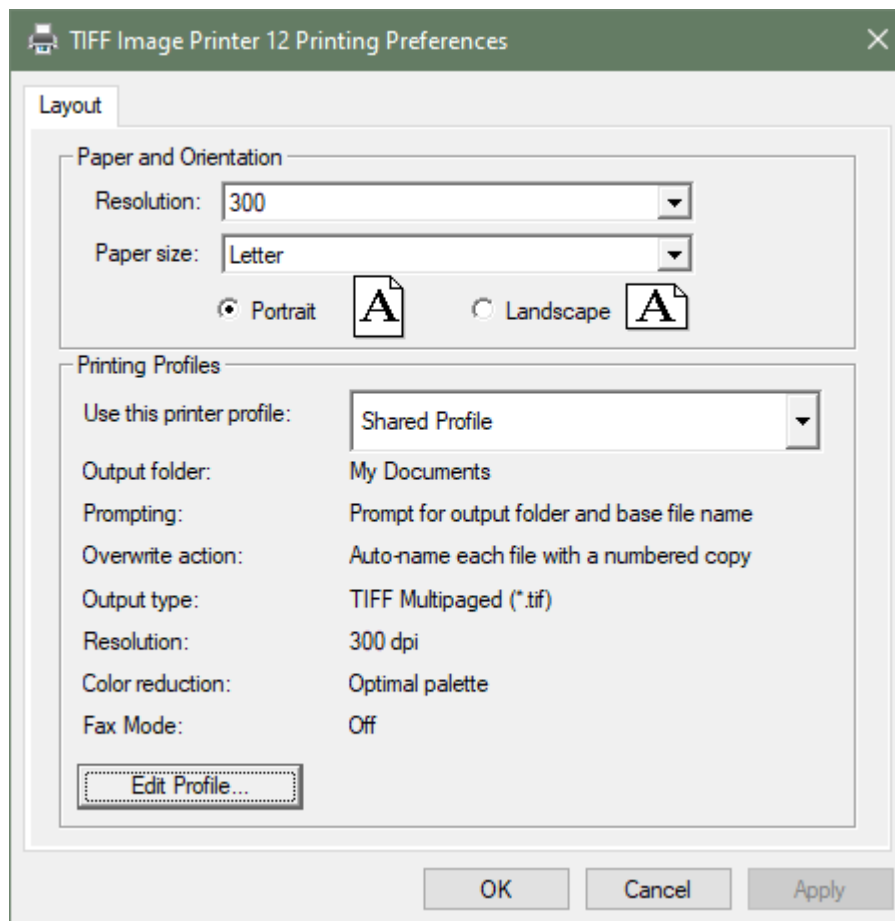 TIFF Image Printer 12 Printing Preferences
Layout
Paper and Orientation
Resolution: 300
Paper size: Letter
Portrait A Landscape A
Printing Profiles
Use this printer profile: Shared Profile
Output folder: My Documents
Prompting: Prompt for output folder and base file name
Overwrite action: Auto-name each file with a numbered copy
Output type: TIFF Multipaged (*.tif)
Resolution: 300 dpi
Color reduction: Optimal palette
Fax Mode: Off
Edit Profile...
OK Cancel Apply